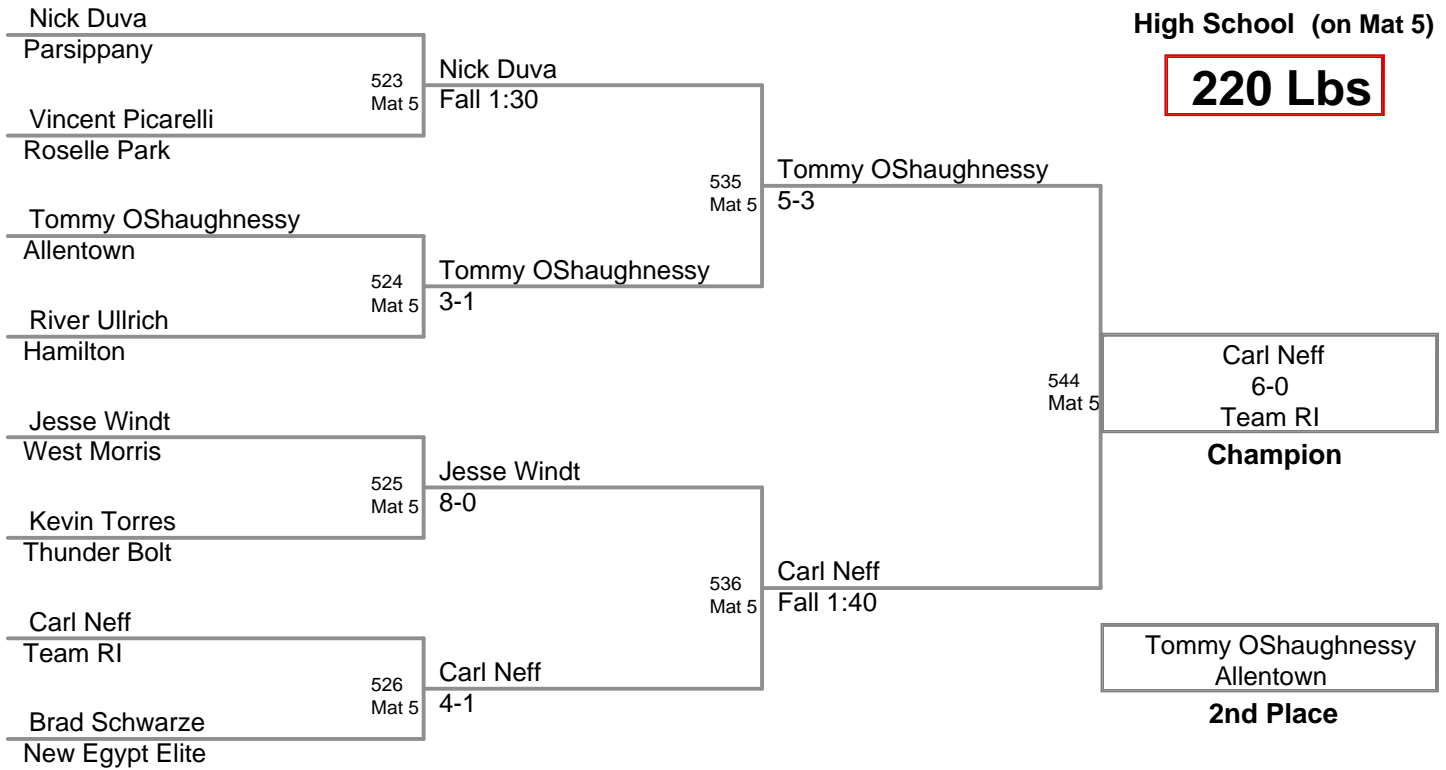 High School (on Mat 5)
220 Lbs
Nick Duva
Parsippany
523
Mat 5
Nick Duva
Fall 1:30
Vincent Picarelli
Roselle Park
535
Mat 5
Tommy OShaughnessy
5-3
Tommy OShaughnessy
Allentown
524
Mat 5
Tommy OShaughnessy
3-1
River Ullrich
Hamilton
544
Mat 5
Carl Neff
6-0
Team RI
Champion
Jesse Windt
West Morris
525
Mat 5
Jesse Windt
8-0
Kevin Torres
Thunder Bolt
536
Mat 5
Carl Neff
Fall 1:40
Carl Neff
Team RI
526
Mat 5
Carl Neff
4-1
Brad Schwarze
New Egypt Elite
Tommy OShaughnessy
Allentown
2nd Place